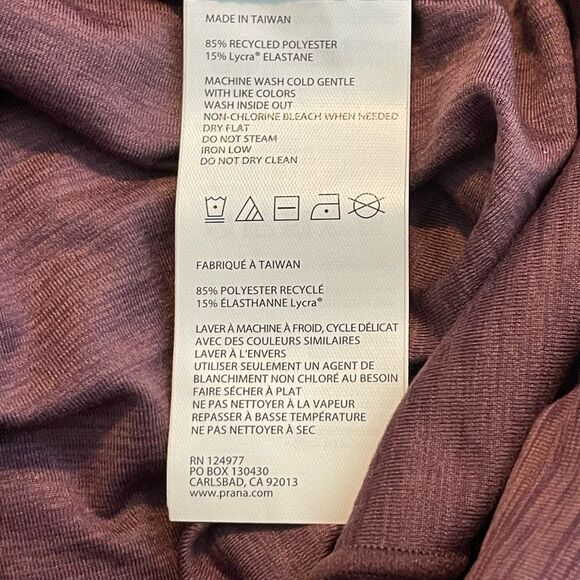 MADE IN TAIWAN
85% RECYCLED POLYESTER
15% Lycra® ELASTANE
MACHINE WASH COLD GENTLE
WITH LIKE COLORS
WASH INSIDE OUT
NON-CHLORINE BLEACH WHEN NEEDED
DRY FLAT
DO NOT STEAM
IRON LOW
DO NOT DRY CLEAN
FABRIQUÉ À TAIWAN
85% POLYESTER RECYCLÉ
15% ÉLASTHANNE Lycra®
LAVER À MACHINE À FROID, CYCLE DÉLICAT
AVEC DES COULEURS SIMILAIRES
LAVER À L'ENVERS
UTILISER SEULEMENT UN AGENT DE
BLANCHIMENT NON CHLORÉ AU BESOIN
FAIRE SÉCHER À PLAT
NE PAS NETTOYER À LA VAPEUR
REPASSER À BASSE TEMPÉRATURE
NE PAS NETTOYER À SEC
RN 124977
PO BOX 130430
CARLSBAD, CA 92013
www.prana.com